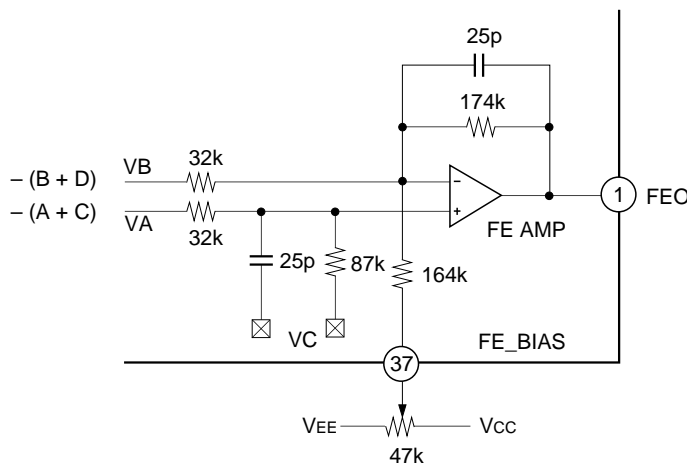 25p
174k
– (B + D)
VB
32k
–
– (A + C)
VA
32k
+
FE AMP
1
FEO
25p
87k
164k
VC
FE_BIAS
37
VEE
VCC
47k